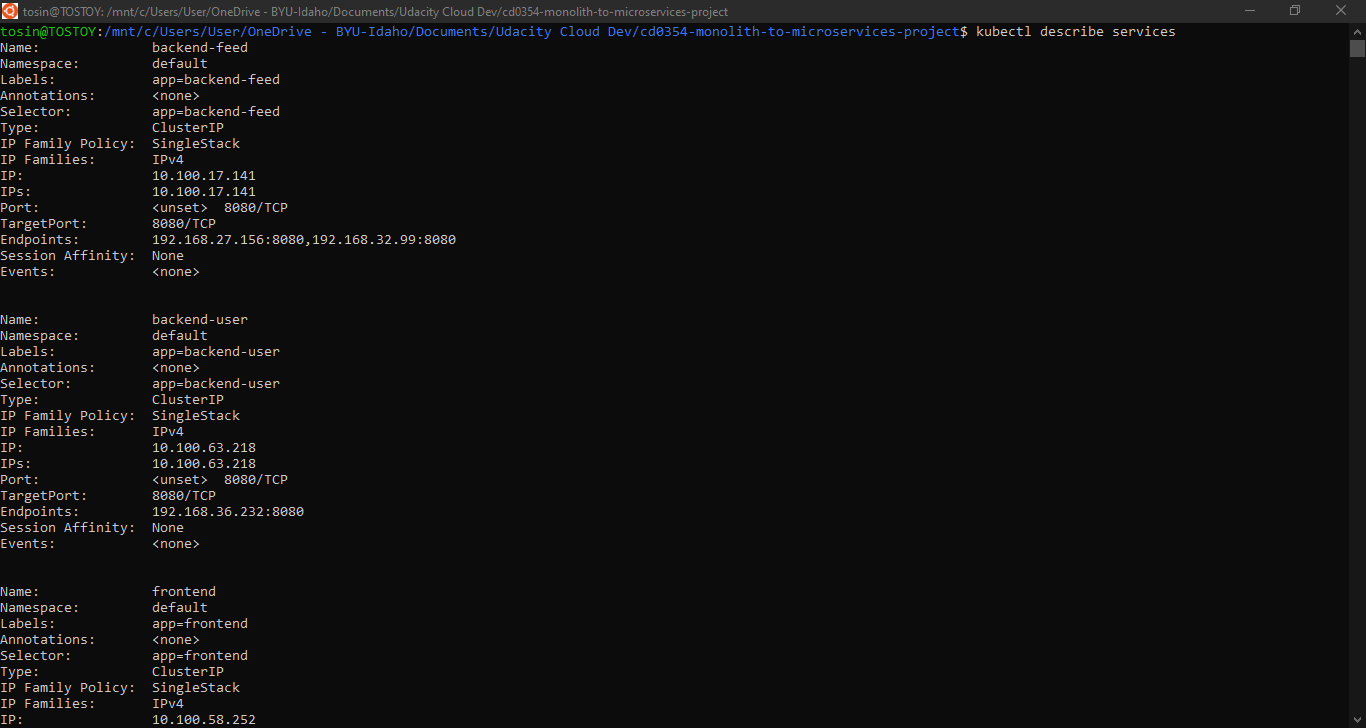 tosin@TOSTOY: /mnt/c/Users/User/OneDrive - BYU-Idaho/Documents/Udacity Cloud Dev/cd0354-monolith-to-microservices-project
tosin@TOSTOY:/mnt/c/Users/User/OneDrive - BYU-Idaho/Documents/Udacity Cloud Dev/cd0354-monolith-to-microservices-project$ kubectl describe services
Name:              backend-feed
Namespace:         default
Labels:            app=backend-feed
Annotations:       <none>
Selector:          app=backend-feed
Type:              ClusterIP
IP Family Policy:  SingleStack
IP Families:       IPv4
IP:                10.100.17.141
IPs:               10.100.17.141
Port:              <unset>  8080/TCP
TargetPort:        8080/TCP
Endpoints:         192.168.27.156:8080,192.168.32.99:8080
Session Affinity:  None
Events:            <none>
Name:              backend-user
Namespace:         default
Labels:            app=backend-user
Annotations:       <none>
Selector:          app=backend-user
Type:              ClusterIP
IP Family Policy:  SingleStack
IP Families:       IPv4
IP:                10.100.63.218
IPs:               10.100.63.218
Port:              <unset>  8080/TCP
TargetPort:        8080/TCP
Endpoints:         192.168.36.232:8080
Session Affinity:  None
Events:            <none>
Name:              frontend
Namespace:         default
Labels:            app=frontend
Annotations:       <none>
Selector:          app=frontend
Type:              ClusterIP
IP Family Policy:  SingleStack
IP Families:       IPv4
IP:                10.100.58.252